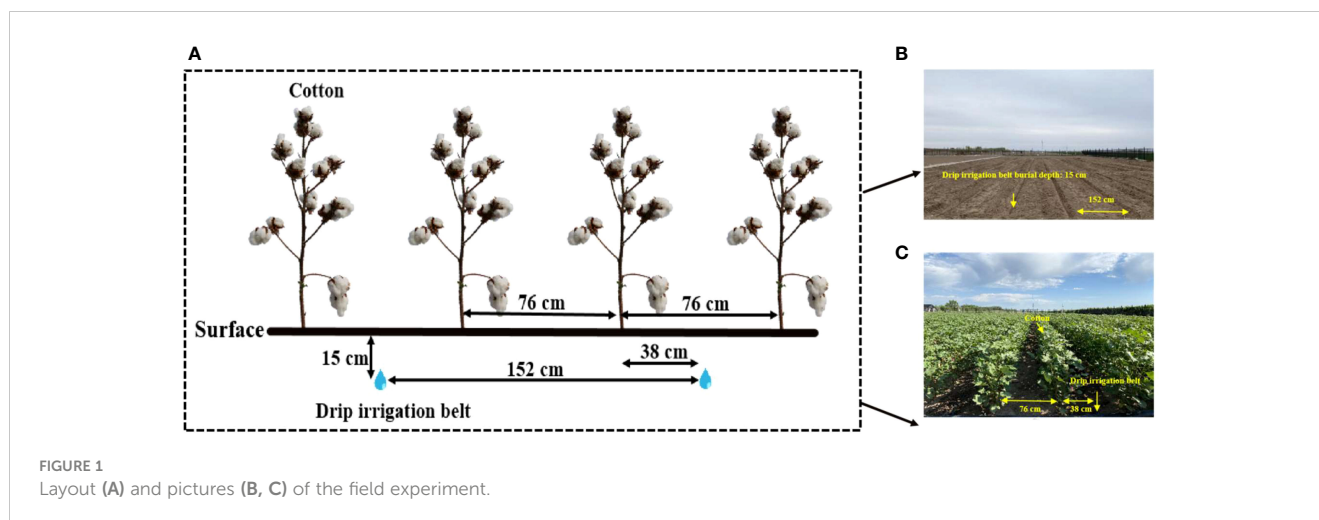 A
Cotton
76 cm
76 cm
Surface
15 cm
38 cm
152 cm
Drip irrigation belt
B
Drip irrigation belt burial depth: 15 cm
152 cm
C
Cotton
Drip irrigation belt
76 cm
38 cm
FIGURE 1
Layout (A) and pictures (B, C) of the field experiment.